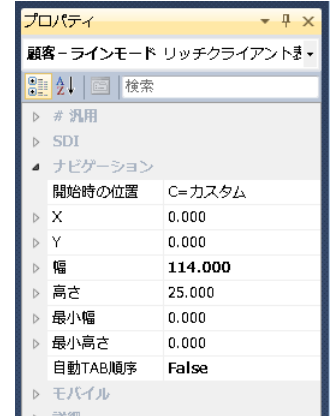 プロパティ
顧客－ラインモード リッチクライアント表
検索
# 汎用
SDI
ナビゲーション
開始時の位置 C=カスタム
X 0.000
Y 0.000
幅 114.000
高さ 25.000
最小幅 0.000
最小高さ 0.000
自動TAB順序 False
モバイル